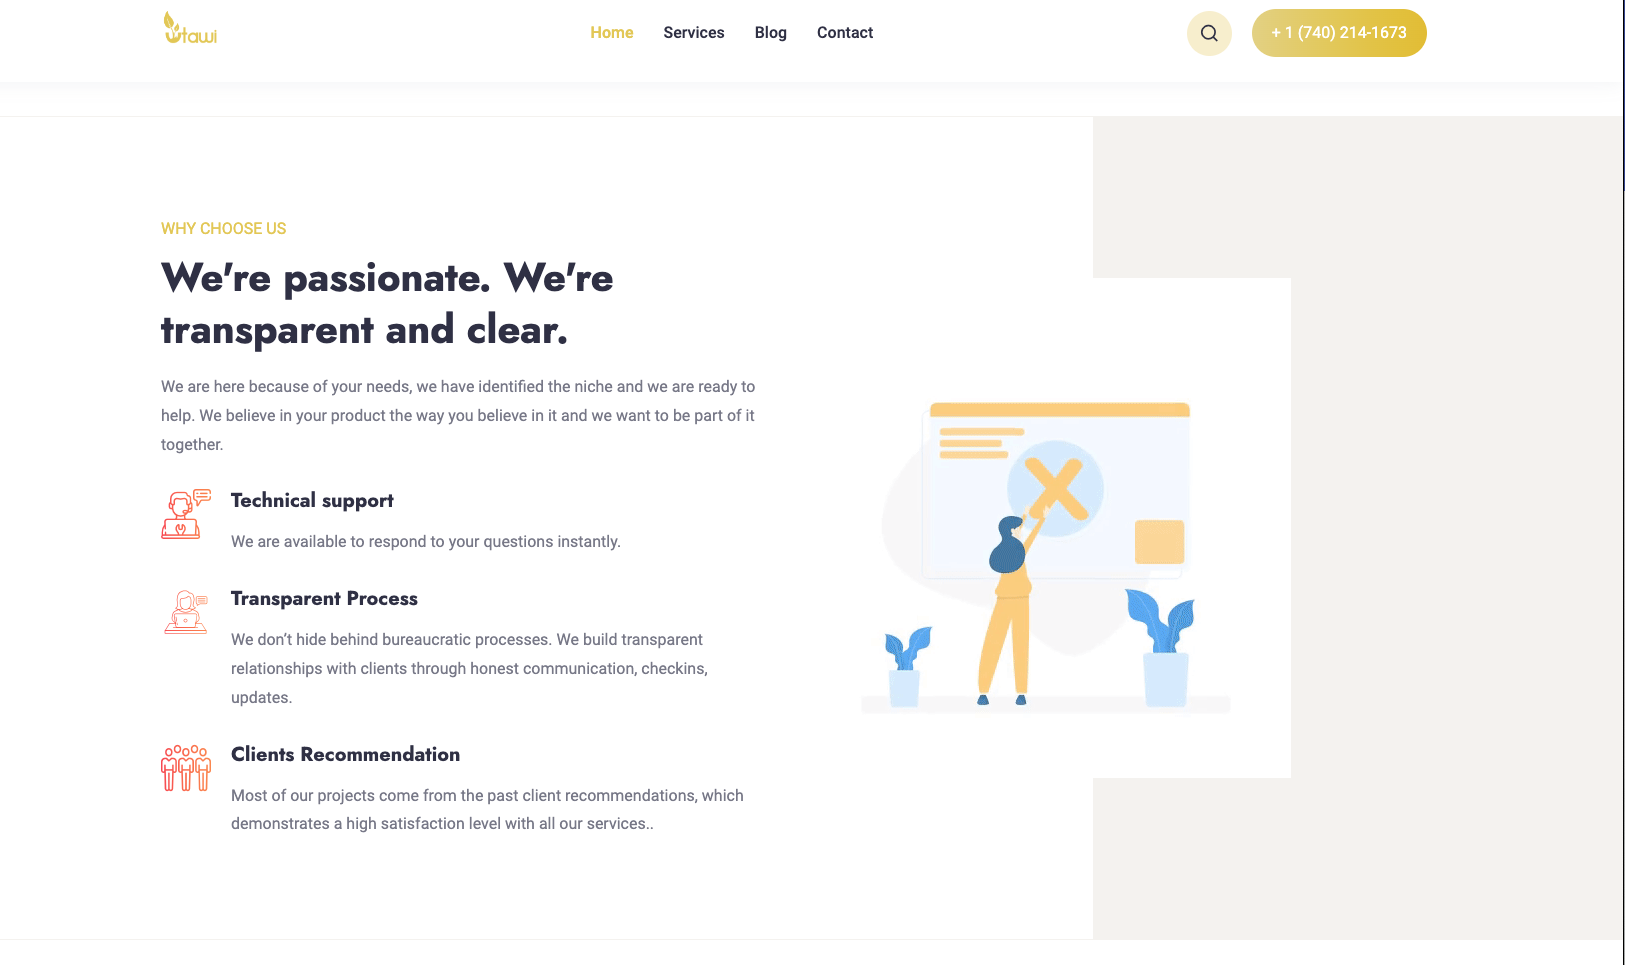 utawi
Home Services Blog Contact
+ 1 (740) 214-1673
WHY CHOOSE US
We're passionate. We're
transparent and clear.
We are here because of your needs, we have identified the niche and we are ready to
help. We believe in your product the way you believe in it and we want to be part of it
together.
Technical support
We are available to respond to your questions instantly.
Transparent Process
We don’t hide behind bureaucratic processes. We build transparent
relationships with clients through honest communication, checkins,
updates.
Clients Recommendation
Most of our projects come from the past client recommendations, which
demonstrates a high satisfaction level with all our services..